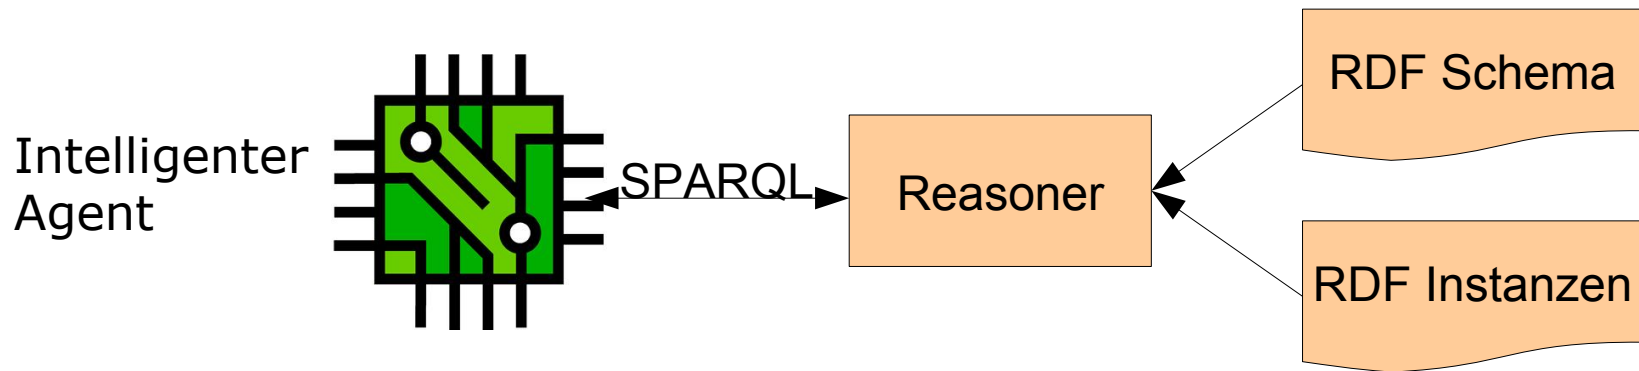 Intelligenter
Agent
SPARQL
Reasoner
RDF Schema
RDF Instanzen